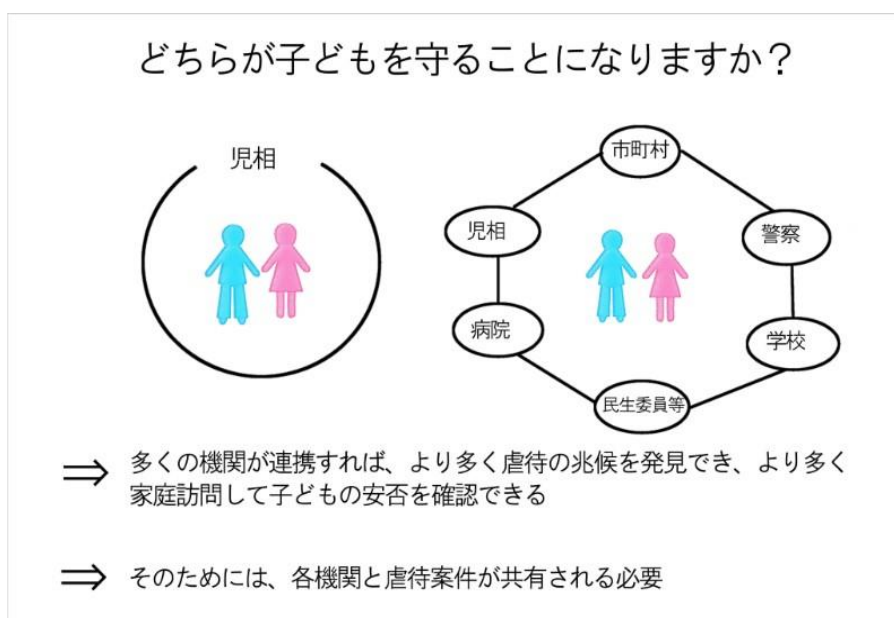 どちらが子どもを守ることになりますか？
児相
市町村
児相
警察
病院
学校
民生委員等
⇒ 多くの機関が連携すれば、より多く虐待の兆候を発見でき、より多く
家庭訪問して子どもの安否を確認できる
⇒ そのためには、各機関と虐待案件が共有される必要